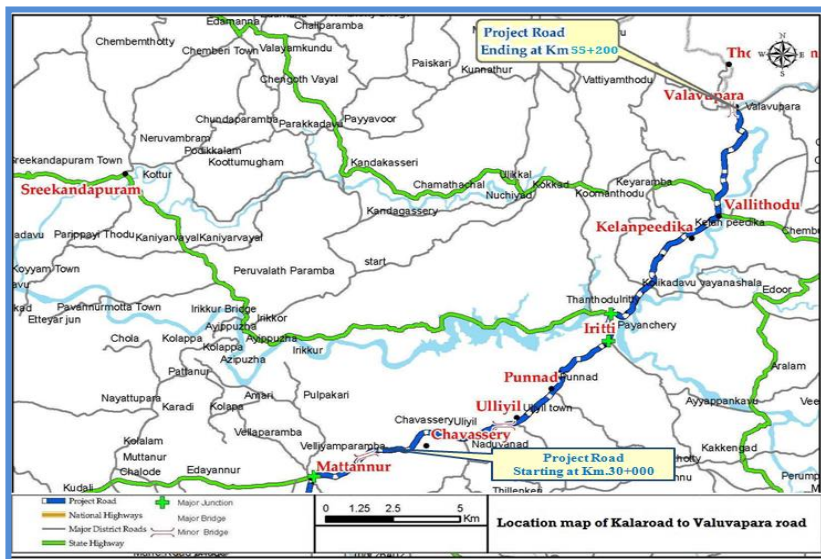 Project Road
Ending at Km 55+200
Edamanna
Chaliparamba
Chembemthotty
Chemberi Town
Valayamkundu
Paiskari
Kunnathur
Vattiyamthodu
Chengoth Vayal
Valavupara
Valavupara
Chundaparamba
Parakkadavu
Payyavoor
Neruvambram
Podikkalam
Koottumugham
Sreekandapuram Town
Kottur
Kandakasseri
Chamathachal
Ulikkal
Kokkad
Nuchiyad
Koomanthodu
Keyaramba
Sreekandapuram
Vallithodu
Kandagassery
Kelanpeedika
Kelan peedika
Parippayi Thodu
Kaniyarvayal
Kaniyarvayal
start
Koyyam Town
Peruvalath Paramba
Edoor
Pavannurmotta Town
Etteyar jun
Irikkur Bridge
Irikkor
Thanthodu
Iritty
Ayippuzha
Ayippuzha
Iritti
Payanchery
Chola
Kolappa
Kolappa
Azipuzha
Irikkur
Pattanur
Aralam
Punnad
Punnad
Nayattupara
Karadi
Kolapa
Amari
Pulpakari
Ayyappankavu
Ulliyil
Uliyil town
Chavassery
Uliyil
Vellaparamba
Chavassery
Naduvanad
Kolalam
Muttanur
Chalode
Edayannur
Velliyamparamba
Kakkengad
Mattannur
Project Road
Starting at Km.30+000
Kudali
Thillenkeri
Project Road
Major Junction
National Highways
Major Bridge
Major District Roads
Minor Bridge
State Highway
5
2.5
1.25
0
Km
Location map of Kalaroad to Valuvapara road